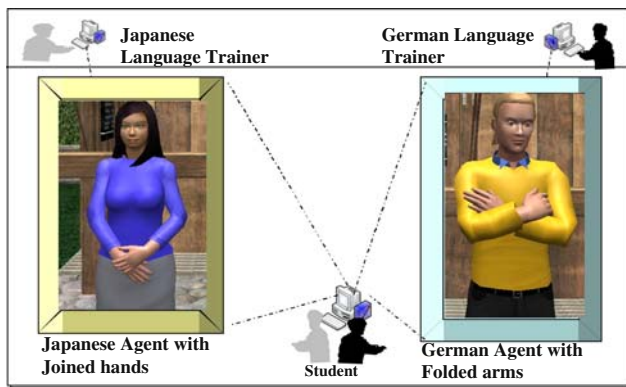 Japanese
Language Trainer
German Language
Trainer
Japanese Agent with
Joined hands
Student
German Agent with
Folded arms